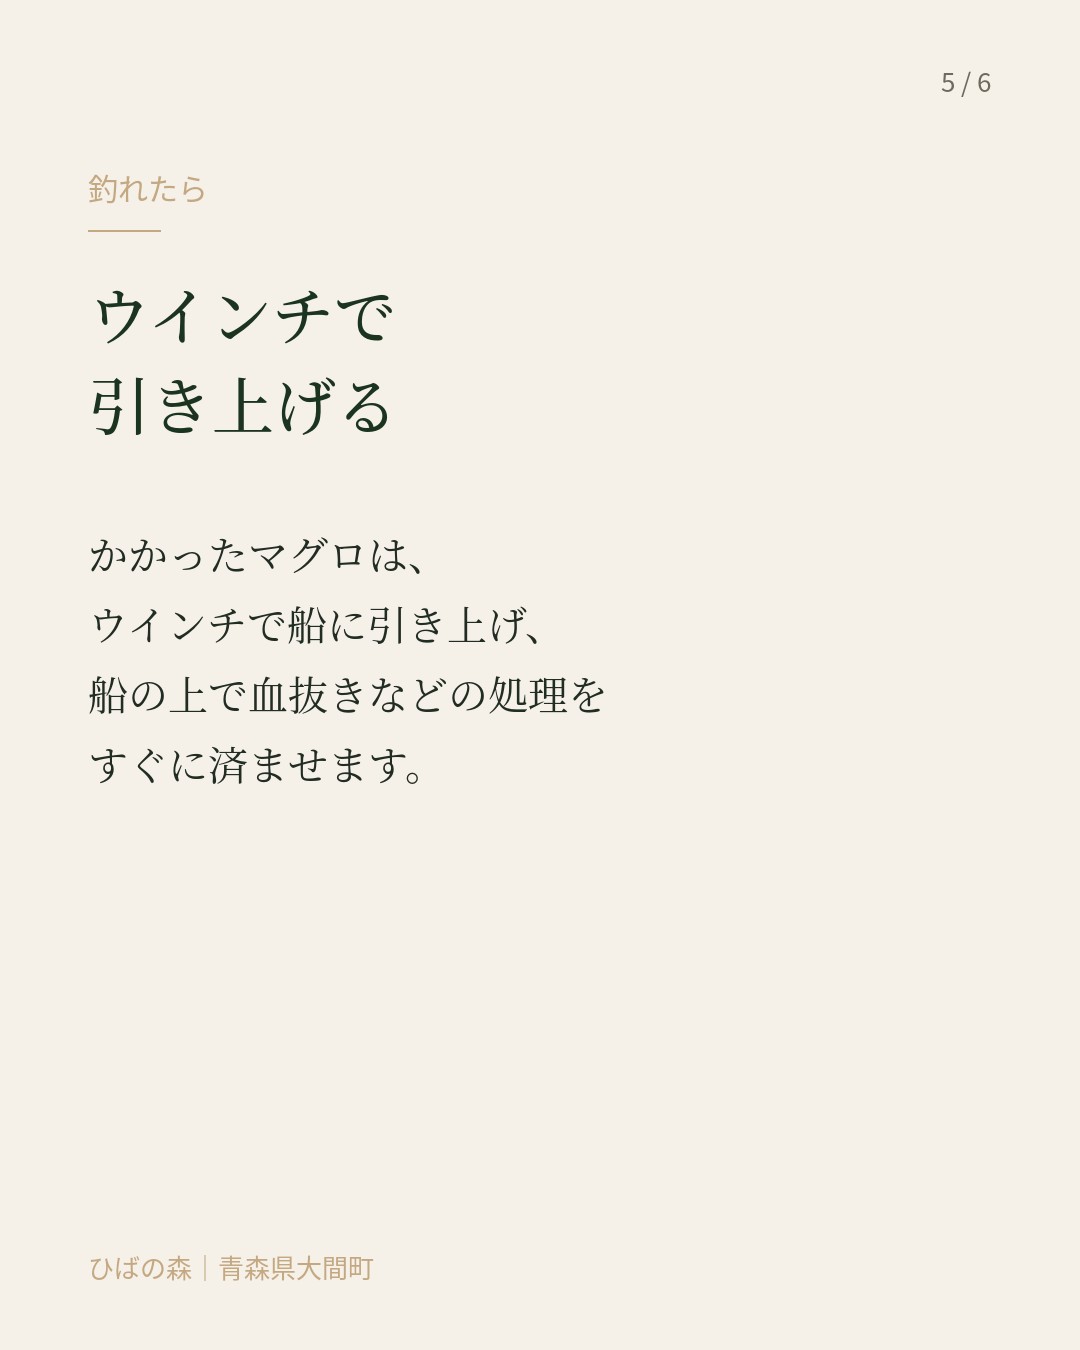 5 / 6
釣れたら
ウインチで
引き上げる
かかったマグロは、
ウインチで船に引き上げ、
船の上で血抜きなどの処理を
すぐに済ませます。
ひばの森｜青森県大間町